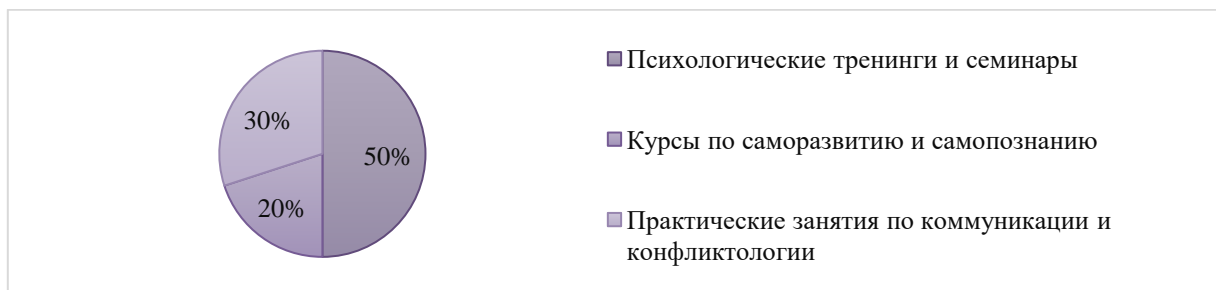 30%
50%
20%
Психологические тренинги и семинары
Курсы по саморазвитию и самопознанию
Практические занятия по коммуникации и
конфликтологии